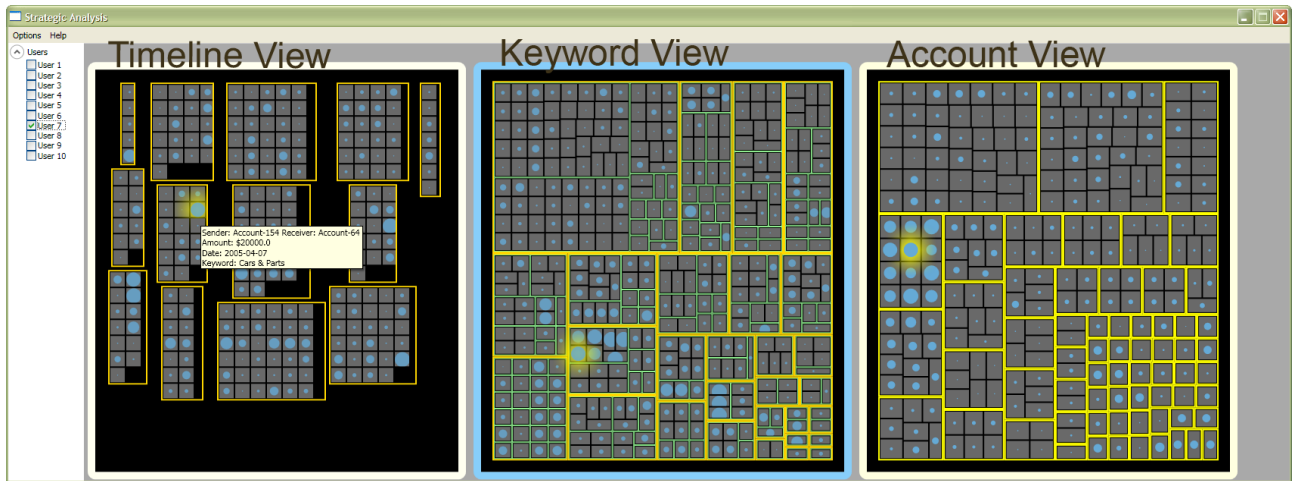 Strategic Analysis
Options Help
Users
User 1
User 2
User 3
User 4
User 5
User 6
User 7
User 8
User 9
User 10
Timeline View
Keyword View
Account View
Sender: Account-154 Receiver: Account-64
Amount: $20000.0
Date: 2005-04-07
Keyword: Cars & Parts